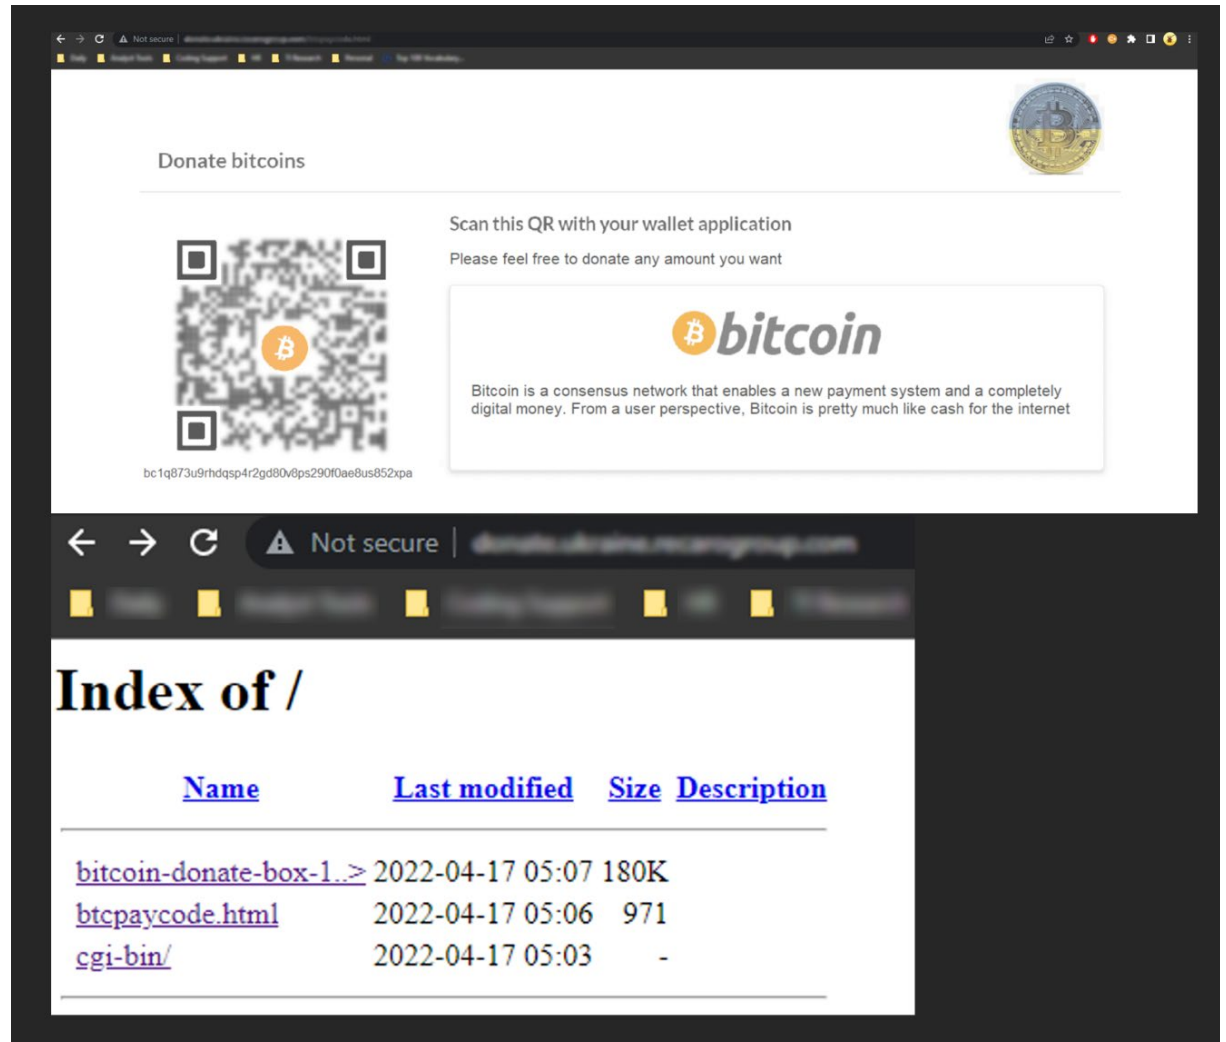 Not secure
Donate bitcoins
Scan this QR with your wallet application
Please feel free to donate any amount you want
bitcoin
Bitcoin is a consensus network that enables a new payment system and a completely
digital money. From a user perspective, Bitcoin is pretty much like cash for the internet
bc1q873u9rhdqsp4r2gd80v8ps290f0ae8us852xpa
Not secure
Index of /
Name Last modified Size Description
bitcoin-donate-box-1..> 2022-04-17 05:07 180K
btcpaycode.html 2022-04-17 05:06 971
cgi-bin/ 2022-04-17 05:03 -